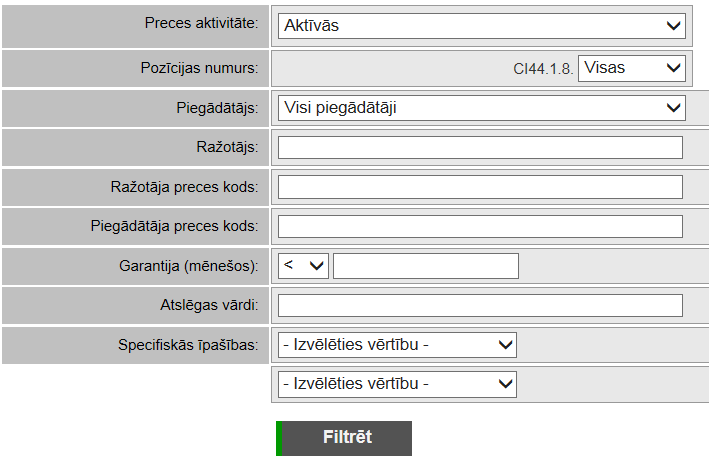 Preces aktivitāte: Aktīvās
Pozīcijas numurs: CI44.1.8. Visas
Piegādātājs: Visi piegādātāji
Ražotājs:
Ražotāja preces kods:
Piegādātāja preces kods:
Garantija (mēnešos): <
Atslēgas vārdi:
Specifiskās īpašības: - Izvēlēties vērtību -
- Izvēlēties vērtību -
Filtrēt